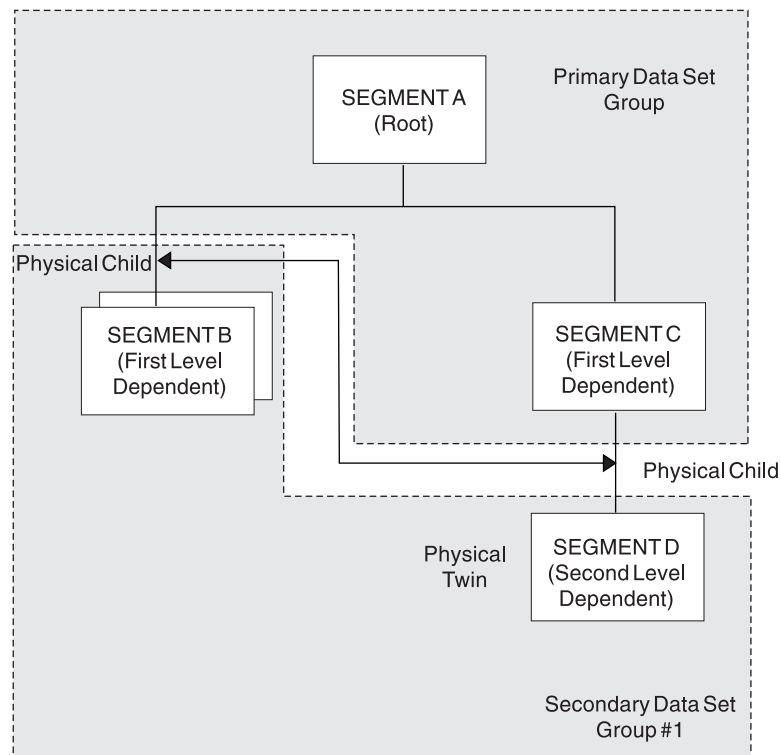 SEGMENT A
(Root)
Primary Data Set
Group
Physical Child
SEGMENT B
(First Level
Dependent)
SEGMENT C
(First Level
Dependent)
Physical Child
Physical
Twin
SEGMENT D
(Second Level
Dependent)
Secondary Data Set
Group #1